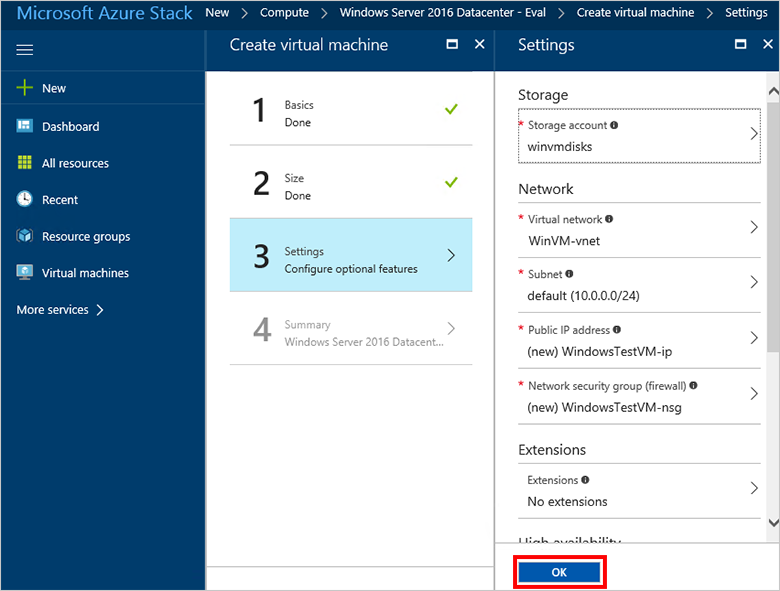 Microsoft Azure Stack New > Compute > Windows Server 2016 Datacenter - Eval > Create virtual machine > Settings
New
Dashboard
All resources
Recent
Resource groups
Virtual machines
More services >
Create virtual machine
1 Basics
Done
2 Size
Done
3 Settings
Configure optional features
4 Summary
Windows Server 2016 Datacent...
Settings
Storage
* Storage account
winvmdisks
Network
* Virtual network
WinVM-vnet
* Subnet
default (10.0.0.0/24)
* Public IP address
(new) WindowsTestVM-ip
* Network security group (firewall)
(new) WindowsTestVM-nsg
Extensions
Extensions
No extensions
High availability
OK